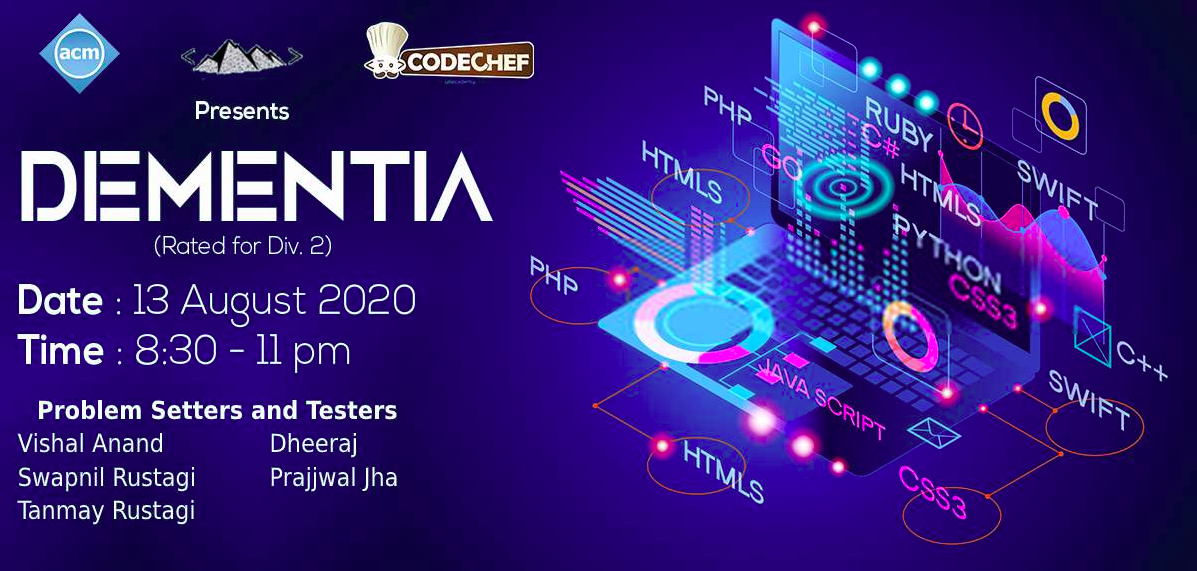 acm
CODECHEF
Presents
DEMENTIA
(Rated for Div. 2)
Date : 13 August 2020
Time : 8:30 - 11 pm
Problem Setters and Testers
Vishal Anand Dheeraj
Swapnil Rustagi Prajjwal Jha
Tanmay Rustagi
PHP
RUBY
C#
GO
HTMLS
HTMLS
SWIFT
PYTHON
CSS3
PHP
C++
SWIFT
JAVA SCRIPT
HTMLS
CSS3